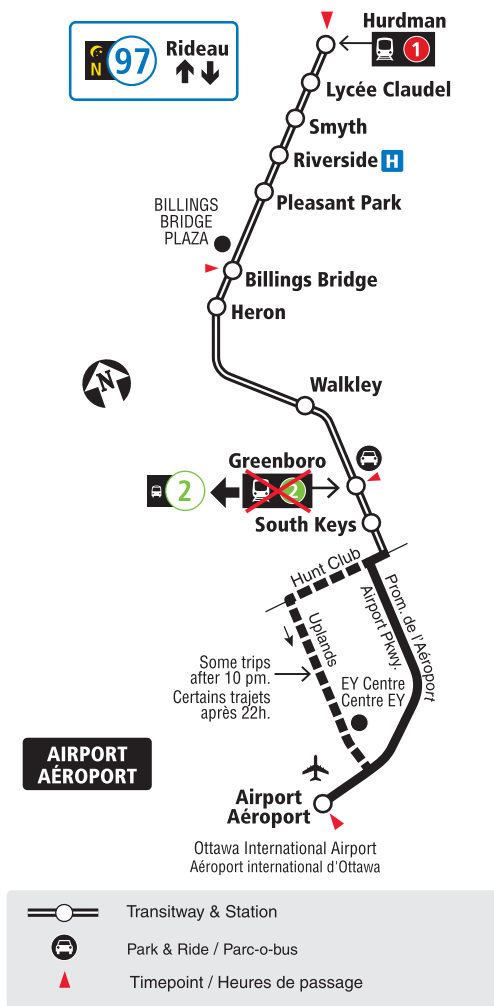 Hurdman
1
N
97
Rideau
Lycée Claudel
Smyth
Riverside H
Pleasant Park
BILLINGS
BRIDGE
PLAZA
Billings Bridge
Heron
N
Walkley
Greenboro
2
2
South Keys
Hunt Club
Prom. de l'Aéroport
Airport Pkwy.
Uplands
Some trips
after 10 pm.
Certains trajets
après 22h.
EY Centre
Centre EY
AIRPORT
AÉROPORT
Airport
Aéroport
Ottawa International Airport
Aéroport international d'Ottawa
Transitway & Station
Park & Ride / Parc-o-bus
Timepoint / Heures de passage